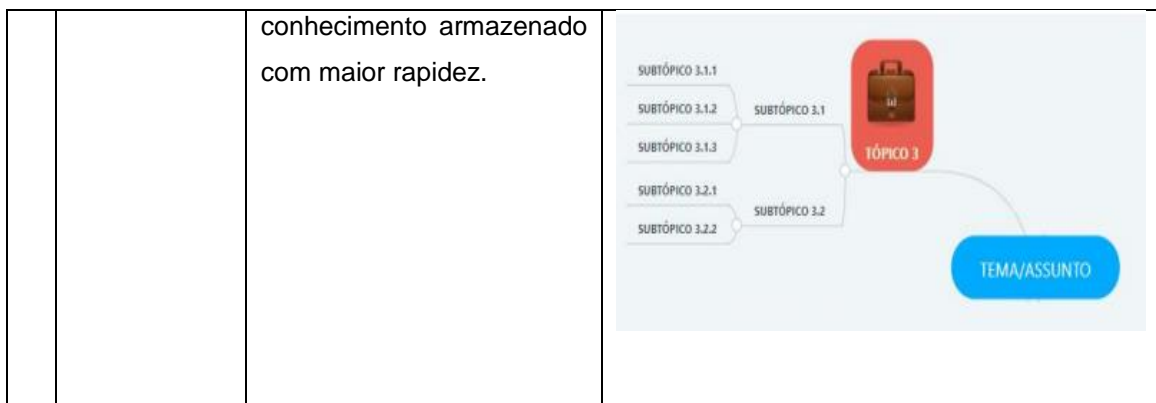 conhecimento armazenado
com maior rapidez.
SUBTÓPICO 3.1.1
SUBTÓPICO 3.1.2
SUBTÓPICO 3.1
SUBTÓPICO 3.1.3
TÓPICO 3
SUBTÓPICO 3.2.1
SUBTÓPICO 3.2
SUBTÓPICO 3.2.2
TEMA/ASSUNTO